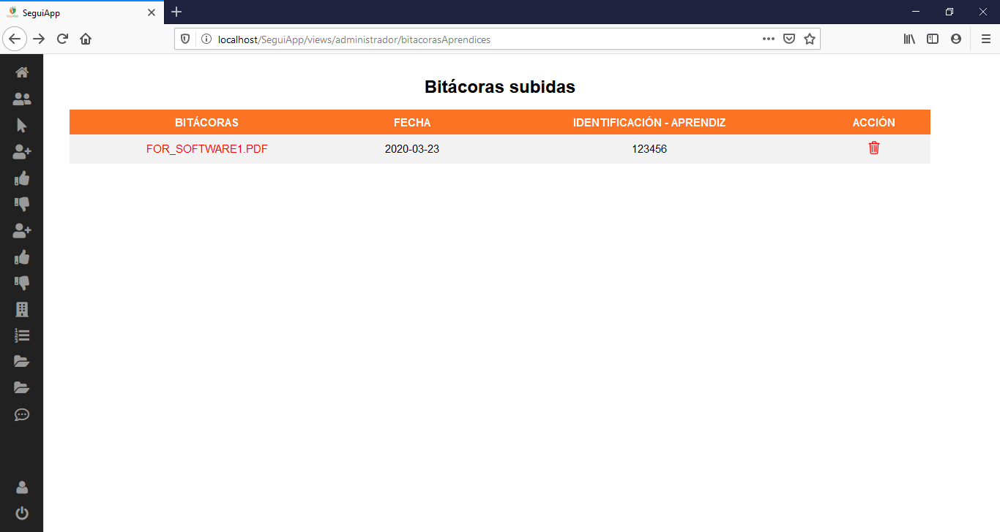 SeguiApp
localhost/SeguiApp/views/administrador/bitacorasAprendices
Bitácoras subidas
BITÁCORAS FECHA IDENTIFICACIÓN - APRENDIZ ACCIÓN
FOR_SOFTWARE1.PDF 2020-03-23 123456